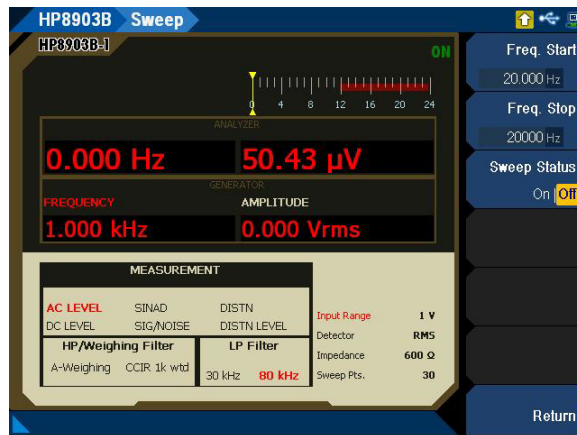 HP8903B Sweep
HP8903B-1
ON
0 4 8 12 16 20 24
ANALYZER
0.000 Hz 50.43 µV
GENERATOR
FREQUENCY AMPLITUDE
1.000 kHz 0.000 Vrms
MEASUREMENT
AC LEVEL SINAD DISTN
DC LEVEL SIG/NOISE DISTN LEVEL
HP/Weighing Filter LP Filter
A-Weighing CCIR 1k wtd 30 kHz 80 kHz
Input Range 1 V
Detector RMS
Impedance 600 Ω
Sweep Pts. 30
Freq. Start
20.000 Hz
Freq. Stop
20000 Hz
Sweep Status
On | Off
Return